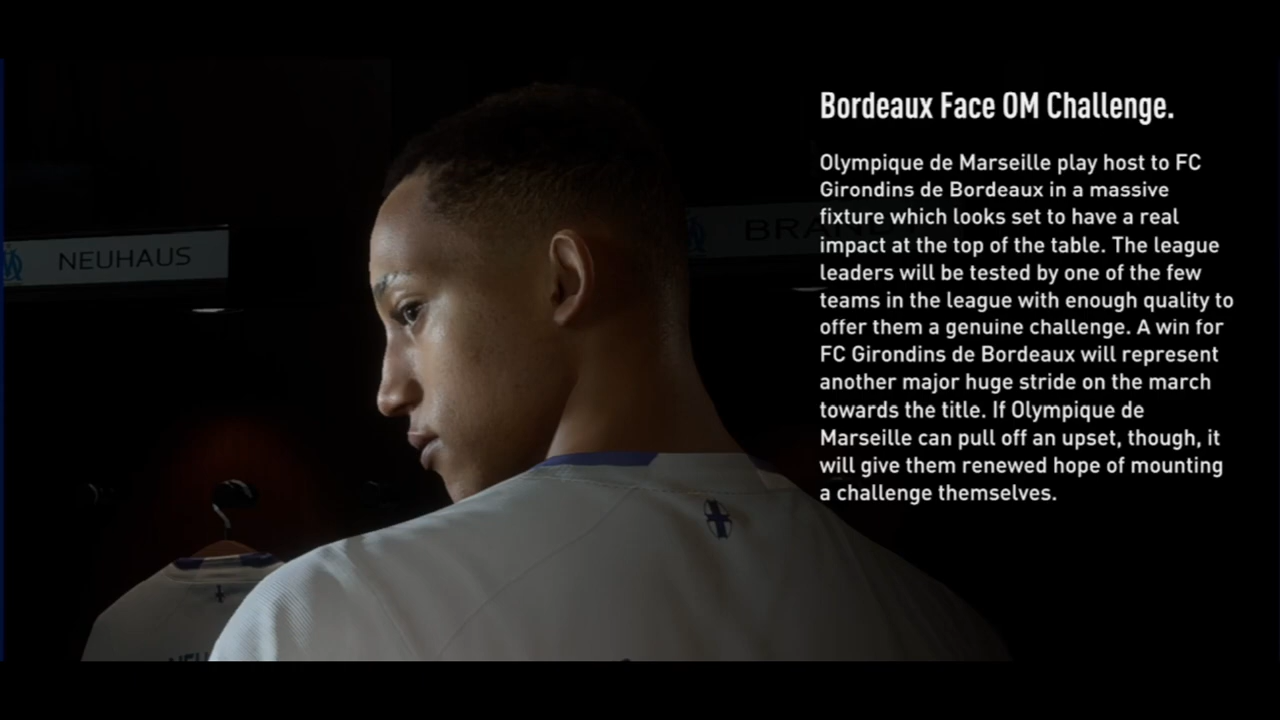 Bordeaux Face OM Challenge.
Olympique de Marseille play host to FC
Girondins de Bordeaux in a massive
fixture which looks set to have a real
impact at the top of the table. The league
leaders will be tested by one of the few
teams in the league with enough quality to
offer them a genuine challenge. A win for
FC Girondins de Bordeaux will represent
another major huge stride on the march
towards the title. If Olympique de
Marseille can pull off an upset, though, it
will give them renewed hope of mounting
a challenge themselves.
NEUHAUS